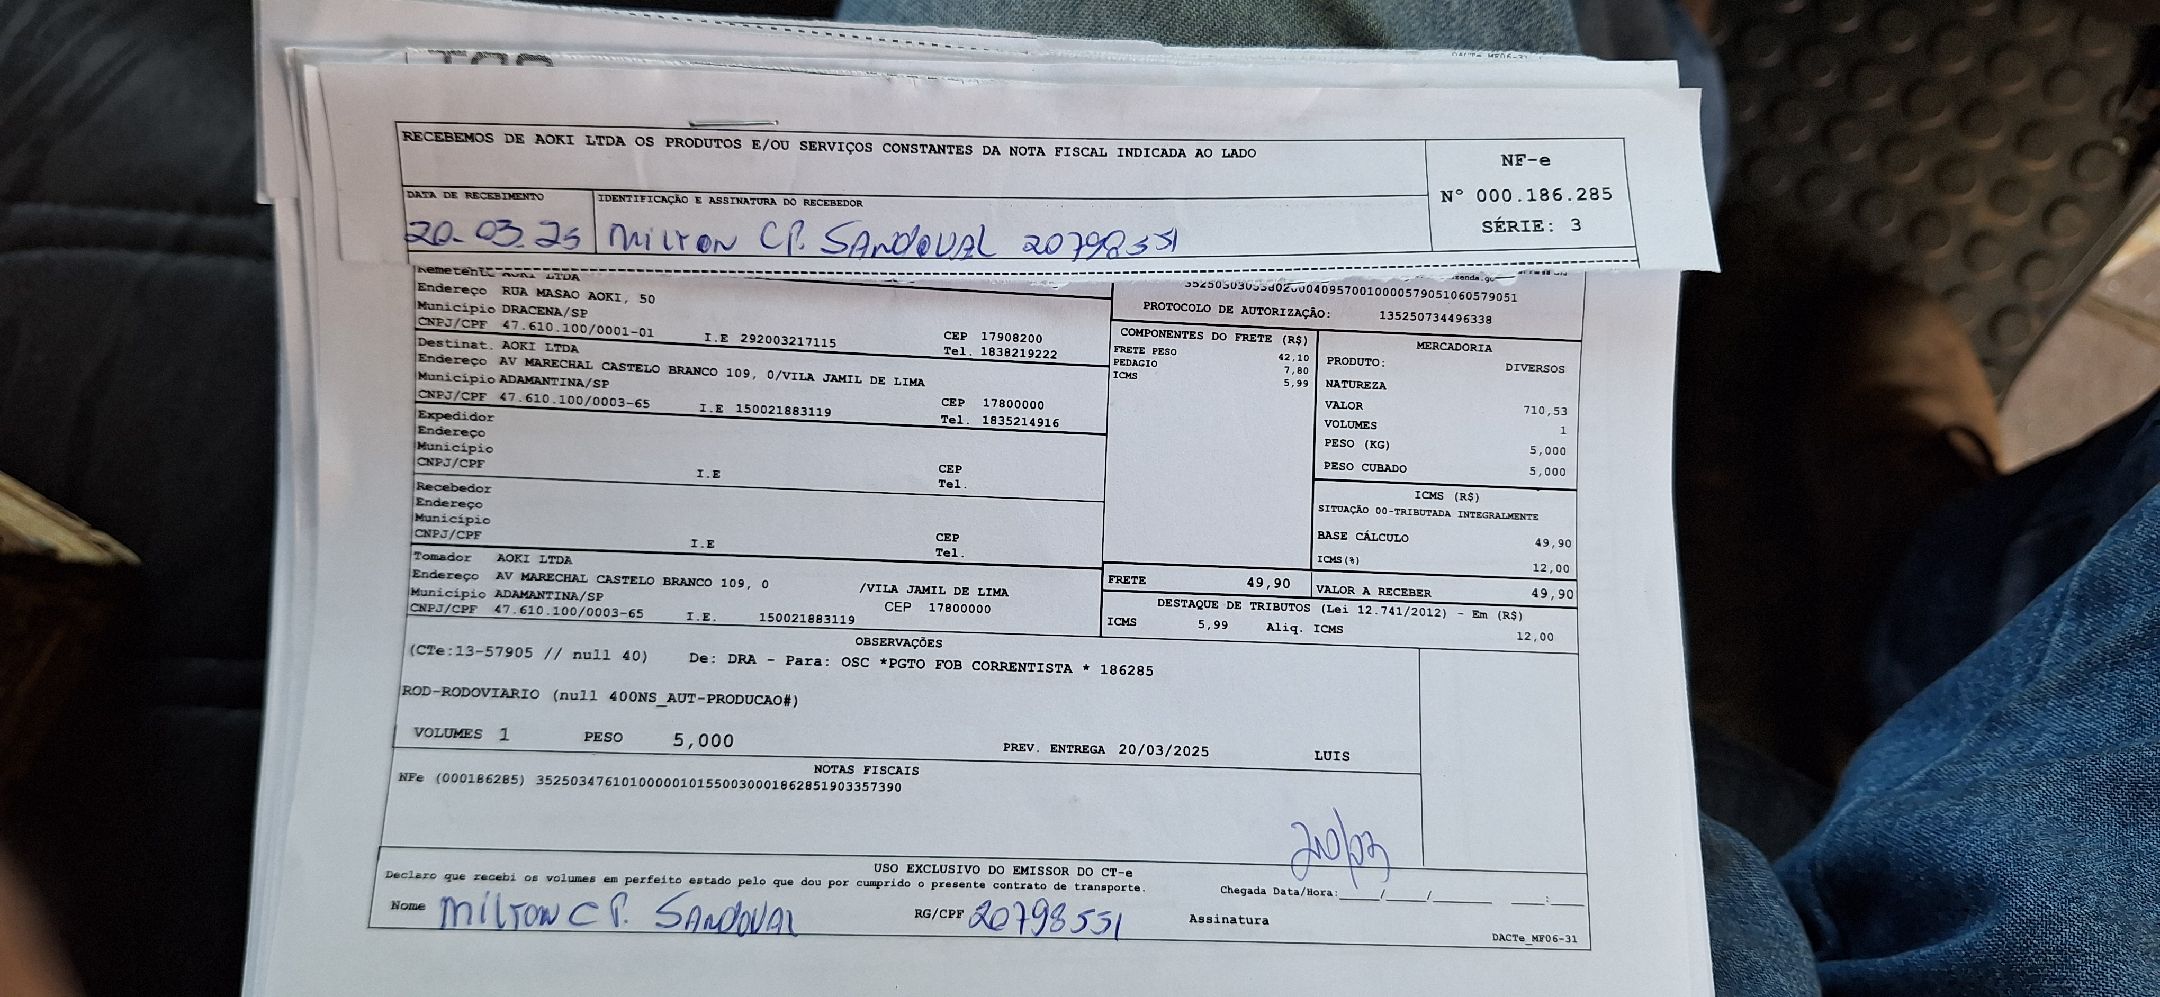 DACTe MF06-31
RECEBEMOS DE AOKI LTDA OS PRODUTOS E/OU SERVIÇOS CONSTANTES DA NOTA FISCAL INDICADA AO LADO
NF-e
Nº 000.186.285
SÉRIE: 3
DATA DE RECEBIMENTO
IDENTIFICAÇÃO E ASSINATURA DO RECEBEDOR
20.03.25
MILTON CP. SANDOVAL 20798551
Remetente AOKI LTDA
Endereço RUA MASAO AOKI, 50
Município DRACENA/SP
CNPJ/CPF 47.610.100/0001-01 I.E 292003217115 CEP 17908200
Tel. 1838219222
Destinat. AOKI LTDA
Endereço AV MARECHAL CASTELO BRANCO 109, 0/VILA JAMIL DE LIMA
Município ADAMANTINA/SP
CNPJ/CPF 47.610.100/0003-65 I.E 150021883119 CEP 17800000
Tel. 1835214916
Expedidor
Endereço
Município
CNPJ/CPF I.E CEP
Tel.
Recebedor
Endereço
Município
CNPJ/CPF I.E CEP
Tel.
Tomador AOKI LTDA
Endereço AV MARECHAL CASTELO BRANCO 109, 0 /VILA JAMIL DE LIMA
Município ADAMANTINA/SP CEP 17800000
CNPJ/CPF 47.610.100/0003-65 I.E. 150021883119
PROTOCOLO DE AUTORIZAÇÃO: 135250734496338
COMPONENTES DO FRETE (R$)
FRETE PESO 42,10
PEDAGIO 7,80
ICMS 5,99
MERCADORIA
PRODUTO: DIVERSOS
NATUREZA
VALOR 710,53
VOLUMES 1
PESO (KG) 5,000
PESO CUBADO 5,000
ICMS (R$)
SITUAÇÃO 00-TRIBUTADA INTEGRALMENTE
BASE CÁLCULO 49,90
ICMS(%) 12,00
FRETE 49,90
VALOR A RECEBER 49,90
DESTAQUE DE TRIBUTOS (Lei 12.741/2012) - Em (R$)
ICMS 5,99 Aliq. ICMS 12,00
OBSERVAÇÕES
(CTe:13-57905 // null 40) De: DRA - Para: OSC *PGTO FOB CORRENTISTA * 186285
ROD-RODOVIARIO (null 400NS_AUT-PRODUCAO#)
VOLUMES 1 PESO 5,000 PREV. ENTREGA 20/03/2025 LUIS
NOTAS FISCAIS
NFe (000186285) 35250347610100000101550030001862851903357390
20/03
USO EXCLUSIVO DO EMISSOR DO CT-e
Declaro que recebi os volumes em perfeito estado pelo que dou por cumprido o presente contrato de transporte.
Chegada Data/Hora:____/____/______ ____:____
Nome MILTON CP. SANDOVAL RG/CPF 20798551 Assinatura
DACTe_MF06-31